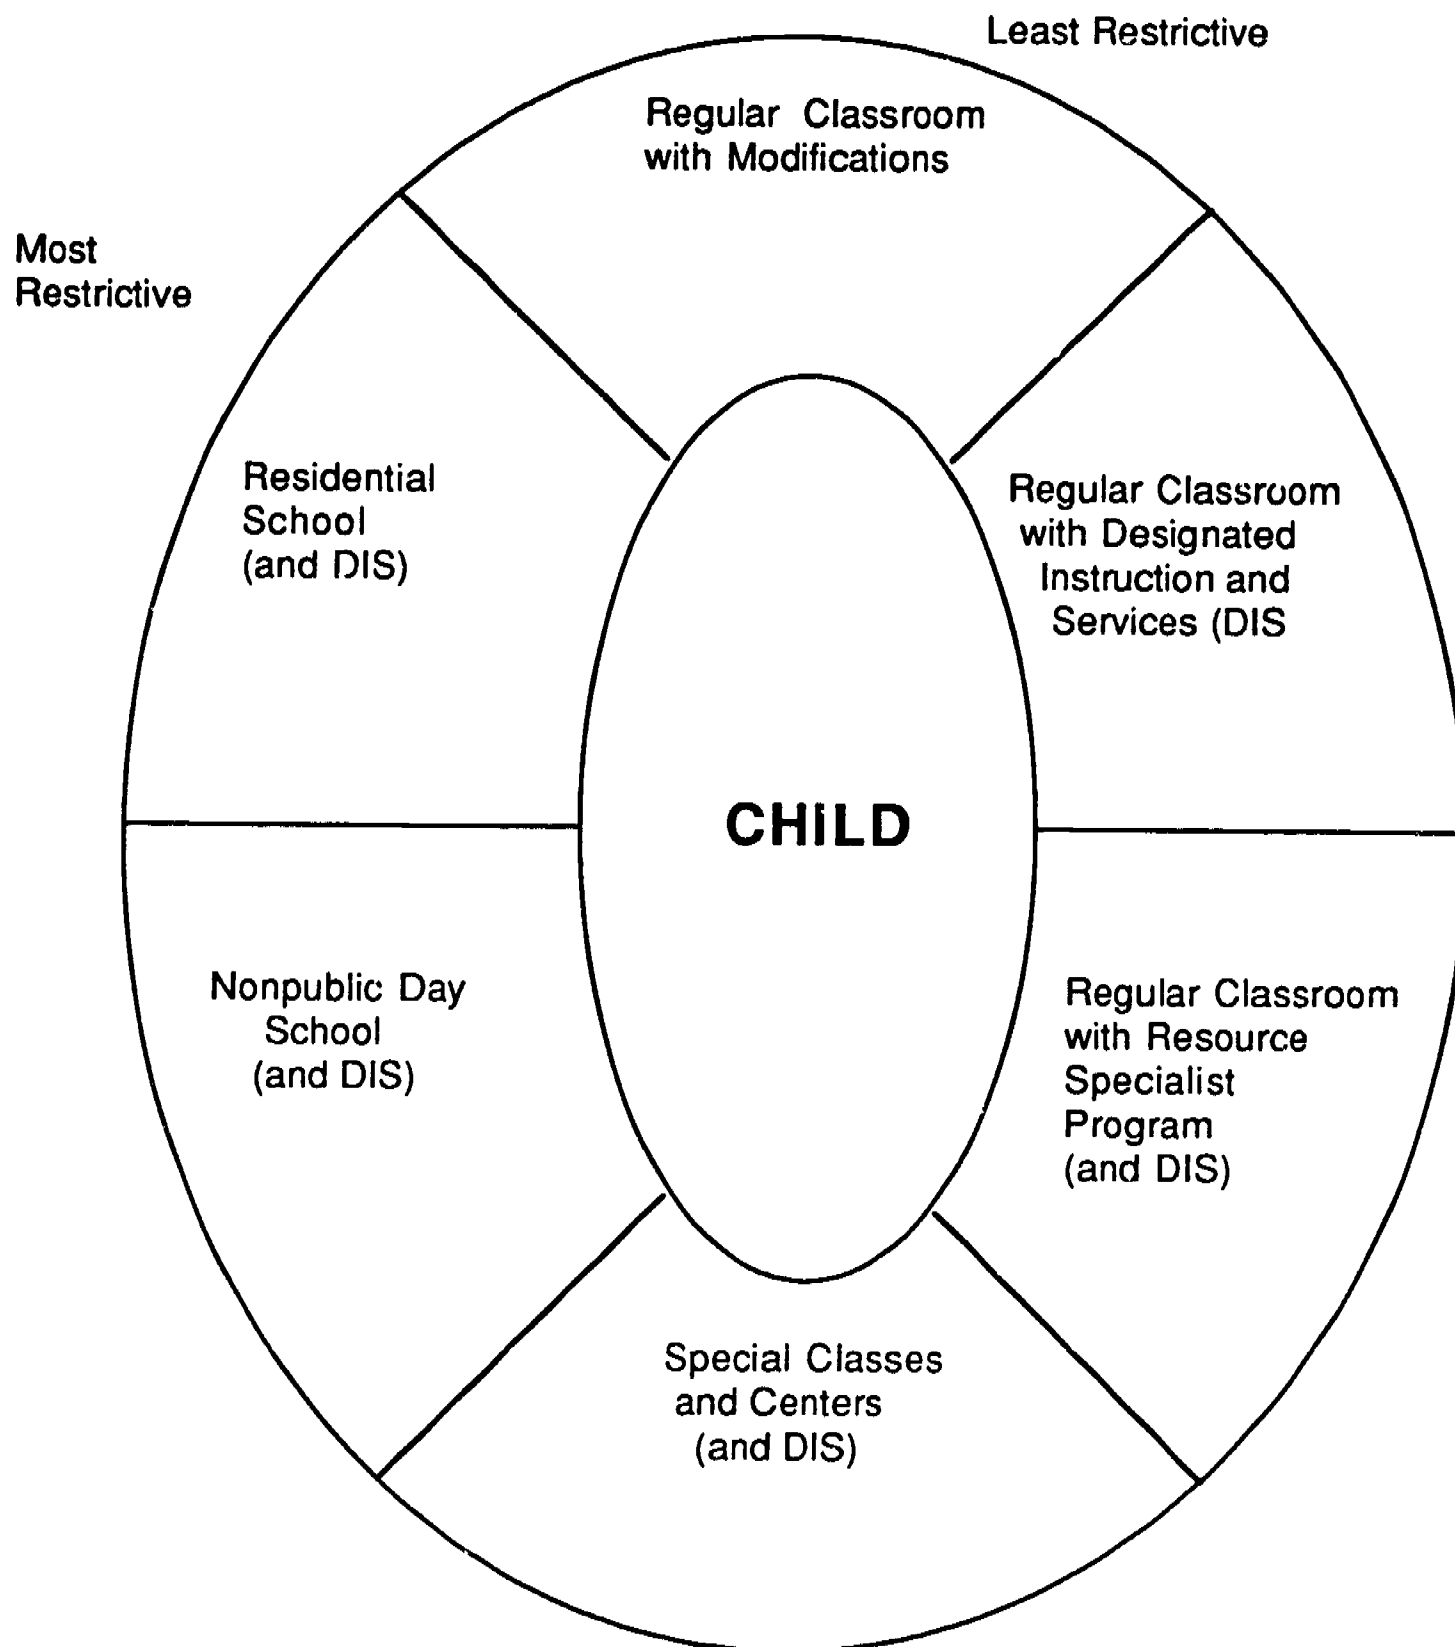 Least Restrictive
Regular Classroom
with Modifications
Most
Restrictive
Residential
School
(and DIS)
Regular Classroom
with Designated
Instruction and
Services (DIS
CHILD
Nonpublic Day
School
(and DIS)
Regular Classroom
with Resource
Specialist
Program
(and DIS)
Special Classes
and Centers
(and DIS)